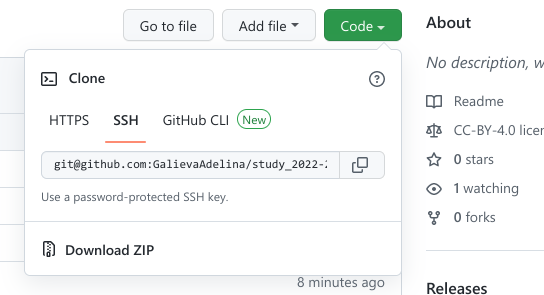 Go to file
Add file
Code
About
No description, w
Clone
HTTPS
SSH
GitHub CLI
New
git@github.com:GalievaAdelina/study_2022-2
Use a password-protected SSH key.
Download ZIP
Readme
CC-BY-4.0 licen
0 stars
1 watching
0 forks
8 minutes ago
Releases